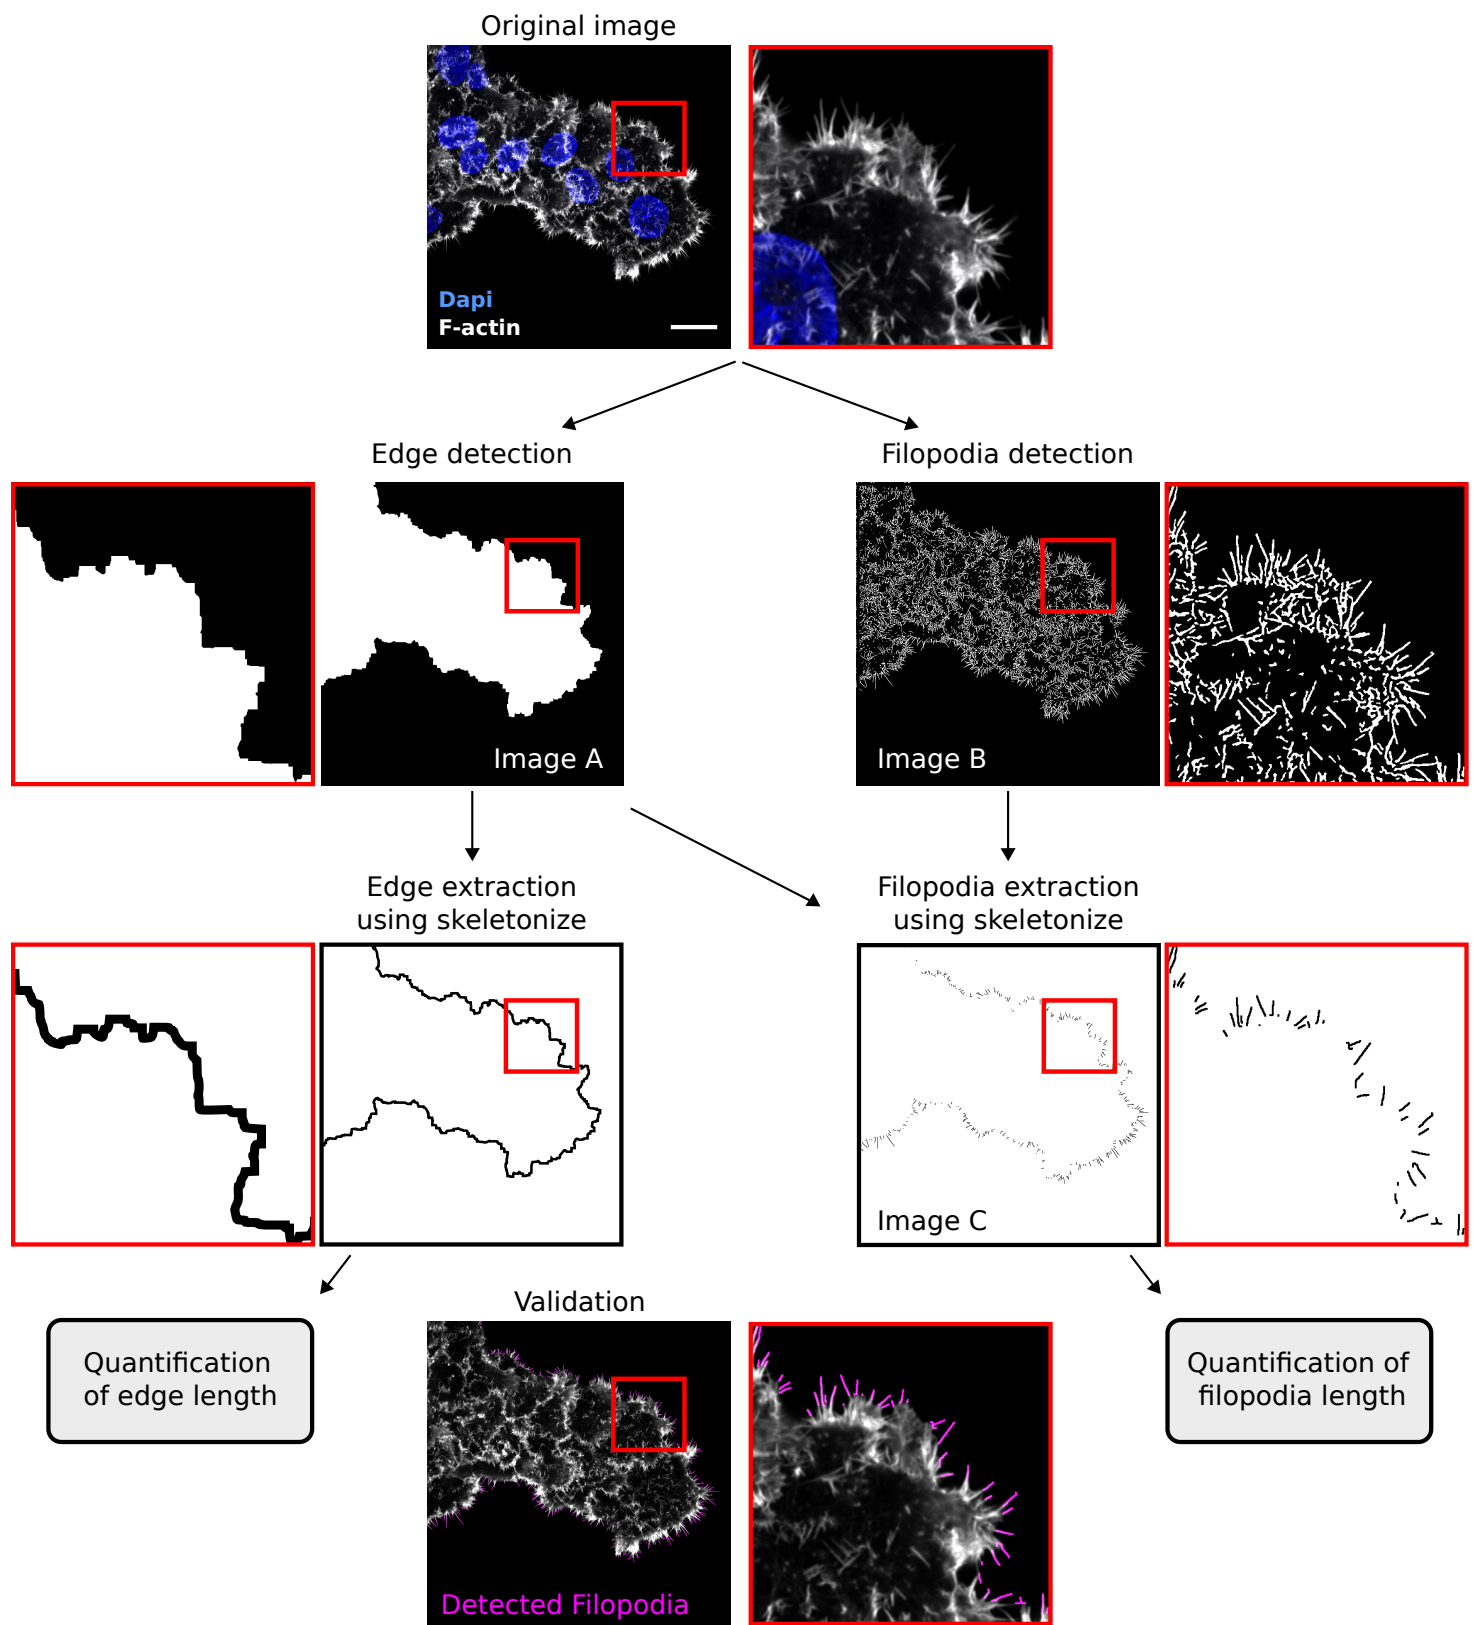 Original image
Dapi
F-actin
Edge detection
Filopodia detection
Image A
Image B
Edge extraction
using skeletonize
Filopodia extraction
using skeletonize
Image C
Validation
Quantification
of edge length
Quantification of
filopodia length
Detected Filopodia